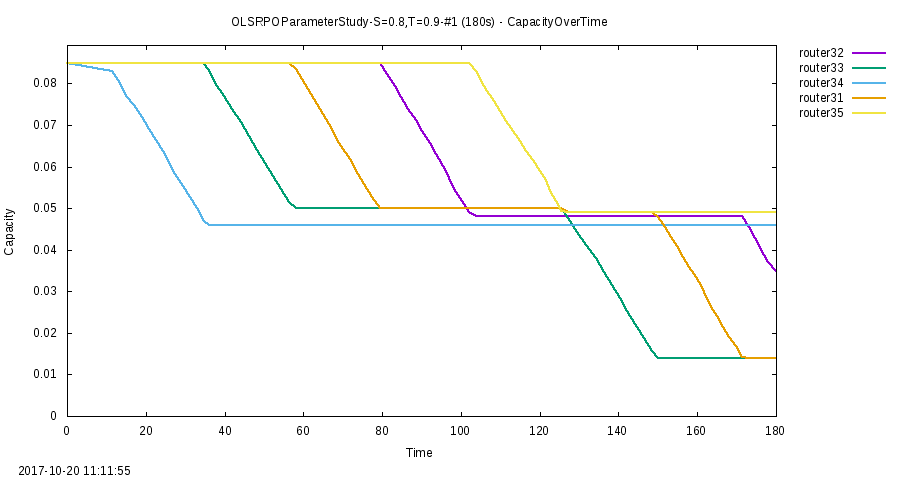 OLSRPOParameterStudy-S=0.8,T=0.9-#1 (180s) - CapacityOverTime
router32
router33
router34
router31
router35
0.08
0.07
0.06
0.05
0.04
0.03
0.02
0.01
0
Capacity
0 20 40 60 80 100 120 140 160 180
Time
2017-10-20 11:11:55